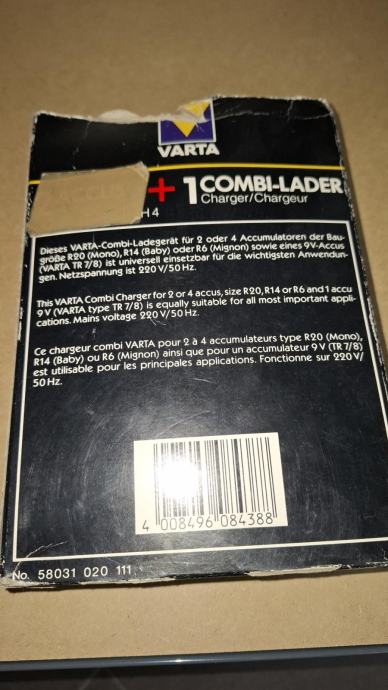 VARTA
+ 1 COMBI-LADER
Charger/Chargeur
H4
Dieses VARTA-Combi-Ladegerät für 2 oder 4 Accumulatoren der Bau-
größe R20 (Mono), R14 (Baby) oder R6 (Mignon) sowie eines 9V-Accus
(VARTA TR 7/8) ist universell einsetzbar für die wichtigsten Anwendun-
gen. Netzspannung ist 220 V/50 Hz.
This VARTA Combi Charger for 2 or 4 accus, size R20, R14 or R6 and 1 accu
9 V (VARTA type TR 7/8) is equally suitable for all most important appli-
cations. Mains voltage 220 V/50 Hz.
Ce chargeur combi VARTA pour 2 à 4 accumulateurs type R20 (Mono),
R14 (Baby) ou R6 (Mignon) ainsi que pour un accumulateur 9 V (TR 7/8)
est utilisable pour les principales applications. Fonctionne sur 220 V/
50 Hz.
4 008496 084388
No. 58031 020 111